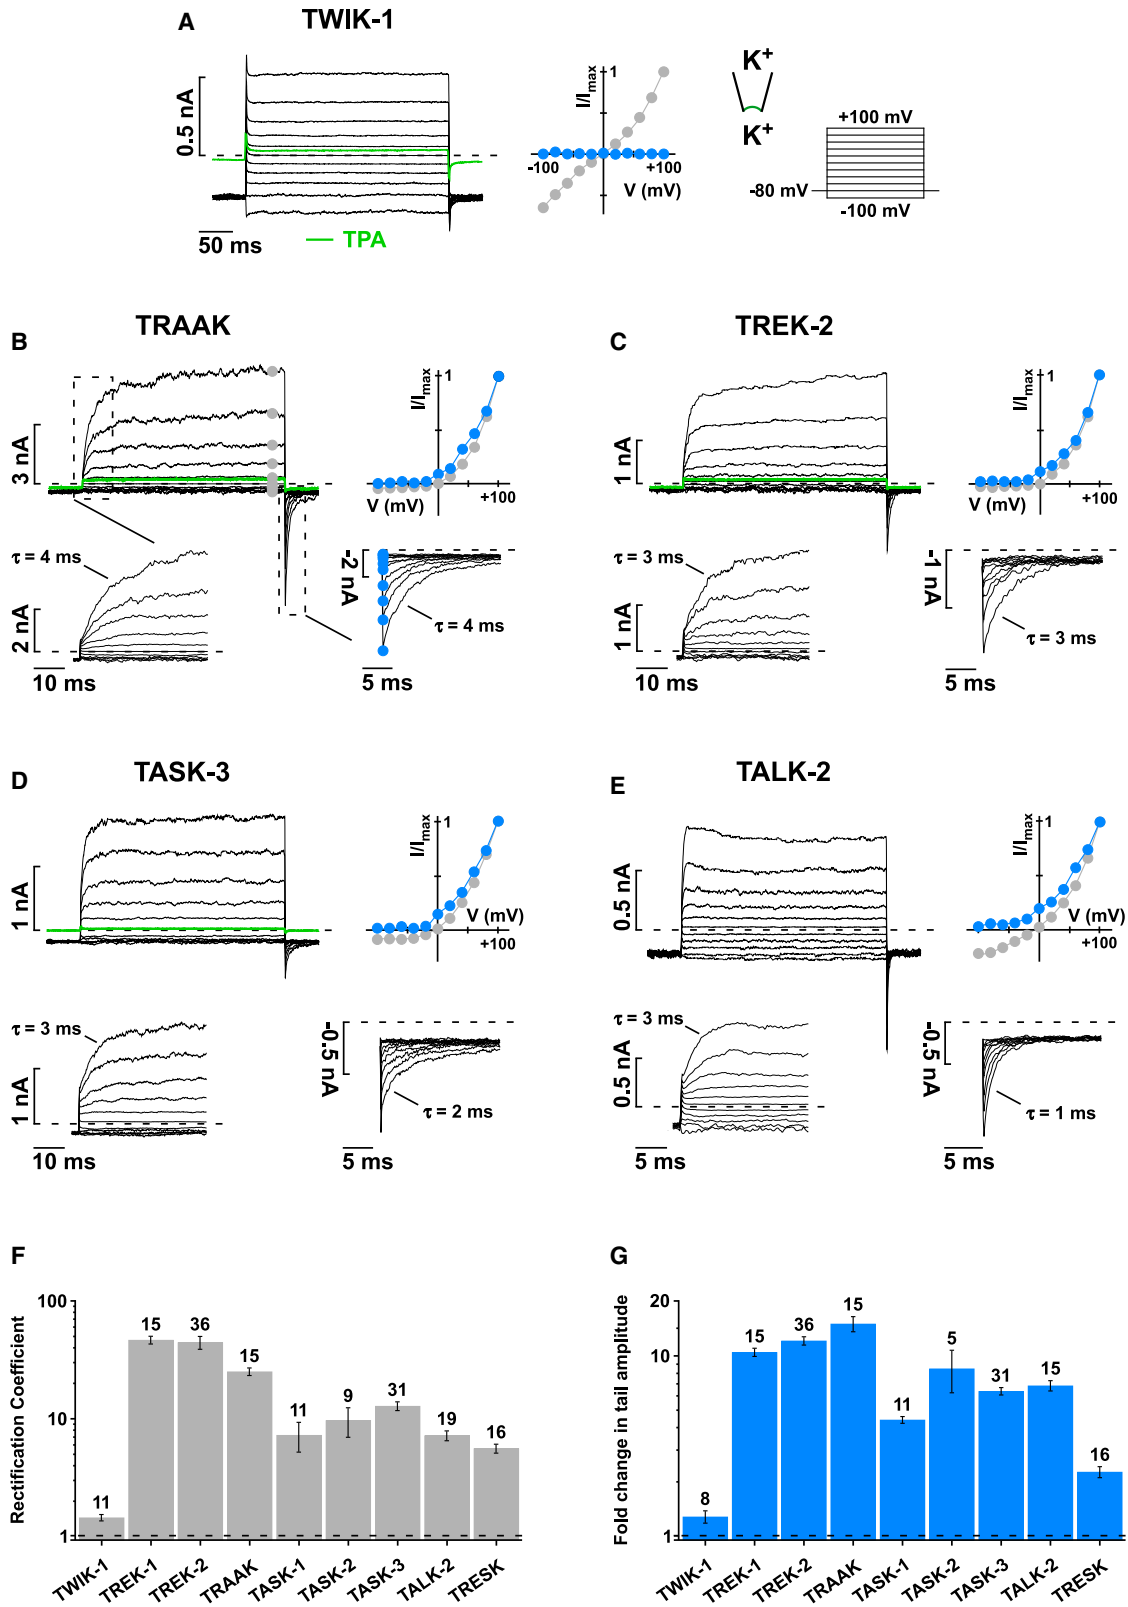 A
TWIK-1
0.5 nA
50 ms
TPA
I/Imax
1
-100
+100
V (mV)
K+
K+
+100 mV
-80 mV
-100 mV
B
TRAAK
3 nA
I/Imax
1
V (mV)
+100
τ = 4 ms
2 nA
10 ms
-2 nA
τ = 4 ms
5 ms
C
TREK-2
1 nA
I/Imax
1
V (mV)
+100
τ = 3 ms
1 nA
10 ms
-1 nA
τ = 3 ms
5 ms
D
TASK-3
1 nA
I/Imax
1
V (mV)
+100
τ = 3 ms
1 nA
10 ms
-0.5 nA
τ = 2 ms
5 ms
E
TALK-2
0.5 nA
I/Imax
1
V (mV)
+100
τ = 3 ms
0.5 nA
5 ms
-0.5 nA
τ = 1 ms
5 ms
F
Rectification Coefficient
100
10
1
11
15
36
15
11
9
31
19
16
TWIK-1
TREK-1
TREK-2
TRAAK
TASK-1
TASK-2
TASK-3
TALK-2
TRESK
G
Fold change in tail amplitude
20
10
1
8
15
36
15
11
5
31
15
16
TWIK-1
TREK-1
TREK-2
TRAAK
TASK-1
TASK-2
TASK-3
TALK-2
TRESK